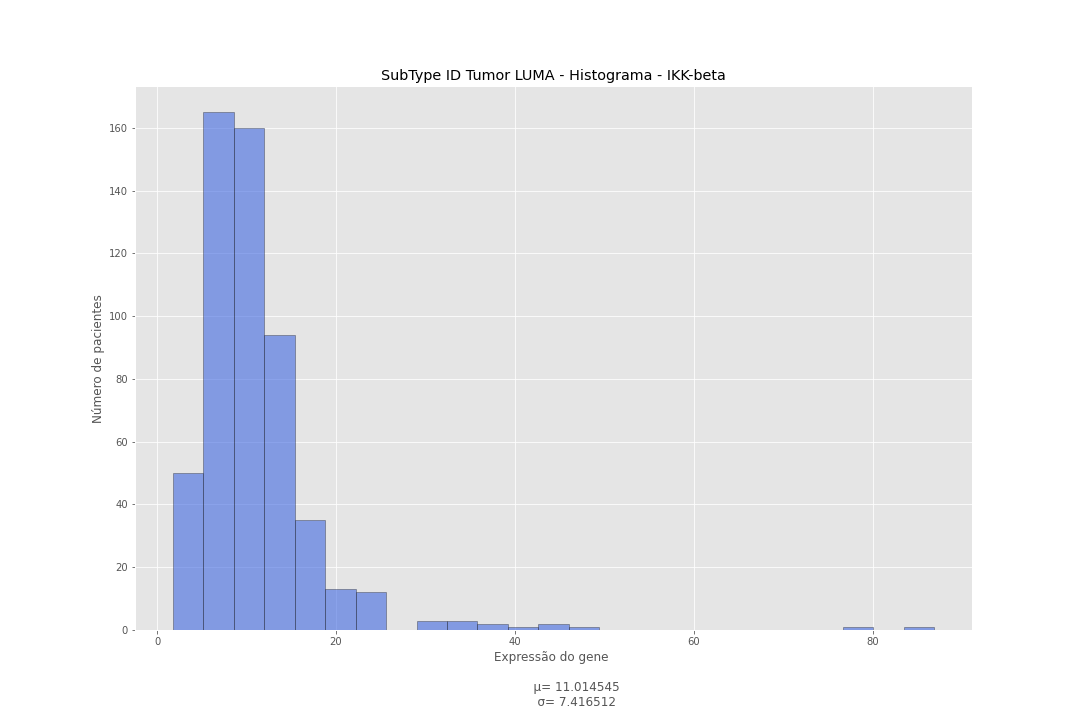 SubType ID Tumor LUMA - Histograma - IKK-beta
160
140
120
100
80
60
40
20
0
Número de pacientes
0 20 40 60 80
Expressão do gene
µ= 11.014545
σ= 7.416512